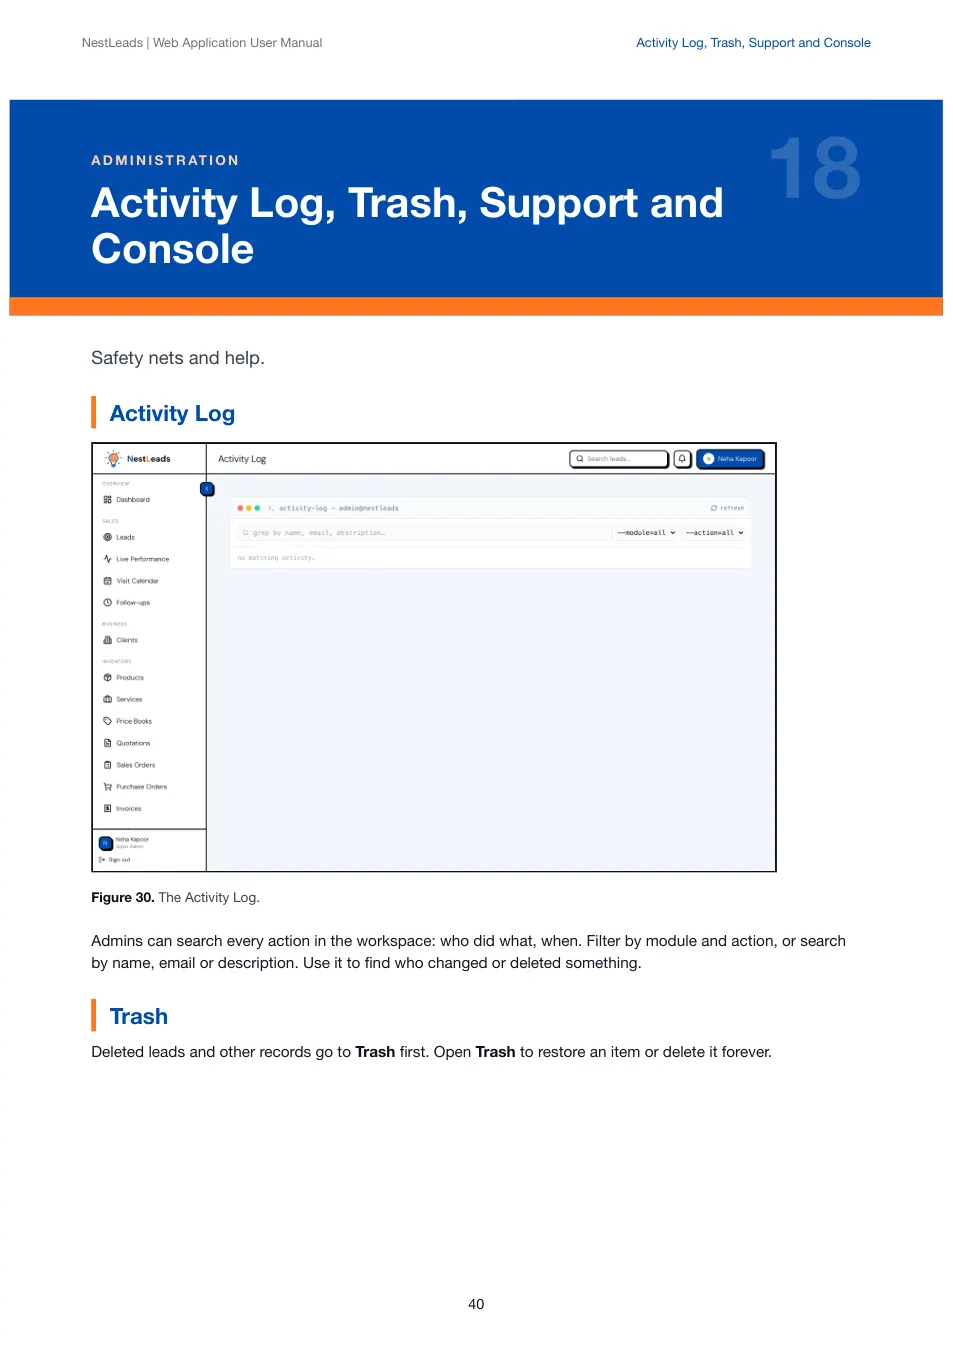 NestLeads | Web Application User Manual
Activity Log, Trash, Support and Console
ADMINISTRATION
18
Activity Log, Trash, Support and
Console
Safety nets and help.
Activity Log
NestLeads
Activity Log
Search leads...
N Neha Kapoor
OVERVIEW
Dashboard
SALES
Leads
Live Performance
Visit Calendar
Follow-ups
BUSINESS
Clients
INVENTORY
Products
Services
Price Books
Quotations
Sales Orders
Purchase Orders
Invoices
N Neha Kapoor
(Super Admin)
Sign out
activity-log — admin@nestleads
refresh
grep by name, email, description…
--module=all
--action=all
no matching activity.
Figure 30. The Activity Log.
Admins can search every action in the workspace: who did what, when. Filter by module and action, or search
by name, email or description. Use it to find who changed or deleted something.
Trash
Deleted leads and other records go to Trash first. Open Trash to restore an item or delete it forever.
40